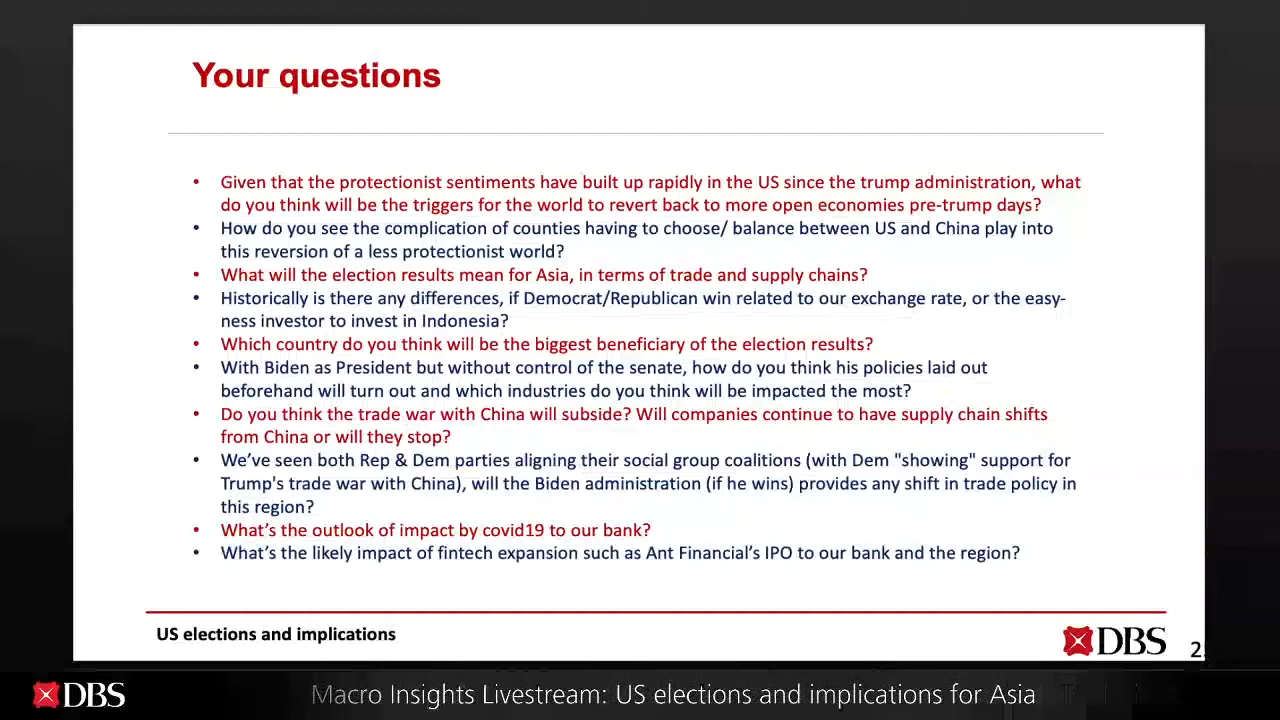 Your questions
• Given that the protectionist sentiments have built up rapidly in the US since the trump administration, what
do you think will be the triggers for the world to revert back to more open economies pre-trump days?
• How do you see the complication of counties having to choose/ balance between US and China play into
this reversion of a less protectionist world?
• What will the election results mean for Asia, in terms of trade and supply chains?
• Historically is there any differences, if Democrat/Republican win related to our exchange rate, or the easy-
ness investor to invest in Indonesia?
• Which country do you think will be the biggest beneficiary of the election results?
• With Biden as President but without control of the senate, how do you think his policies laid out
beforehand will turn out and which industries do you think will be impacted the most?
• Do you think the trade war with China will subside? Will companies continue to have supply chain shifts
from China or will they stop?
• We’ve seen both Rep & Dem parties aligning their social group coalitions (with Dem "showing" support for
Trump's trade war with China), will the Biden administration (if he wins) provides any shift in trade policy in
this region?
• What’s the outlook of impact by covid19 to our bank?
• What’s the likely impact of fintech expansion such as Ant Financial’s IPO to our bank and the region?
US elections and implications
DBS
DBS
Macro Insights Livestream: US elections and implications for Asia